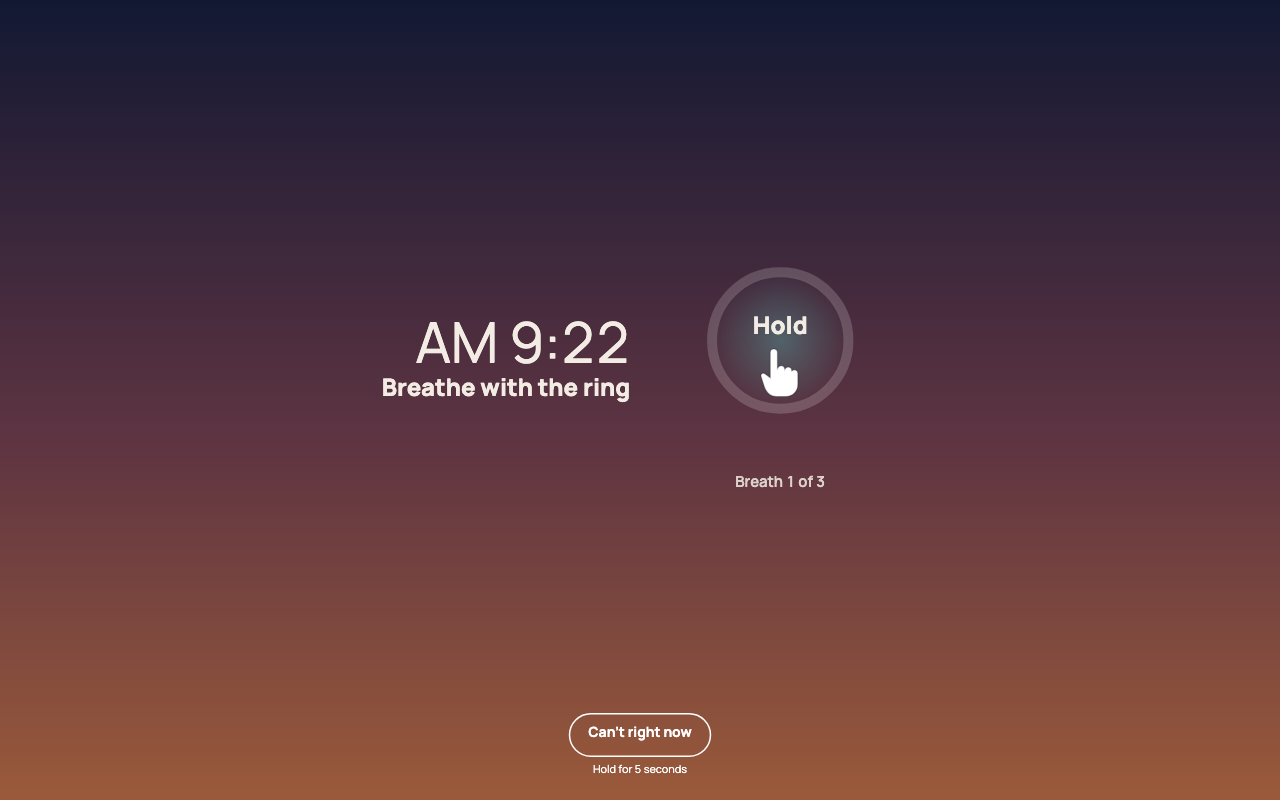 AM 9:22
Breathe with the ring
Hold
Breath 1 of 3
Can't right now
Hold for 5 seconds